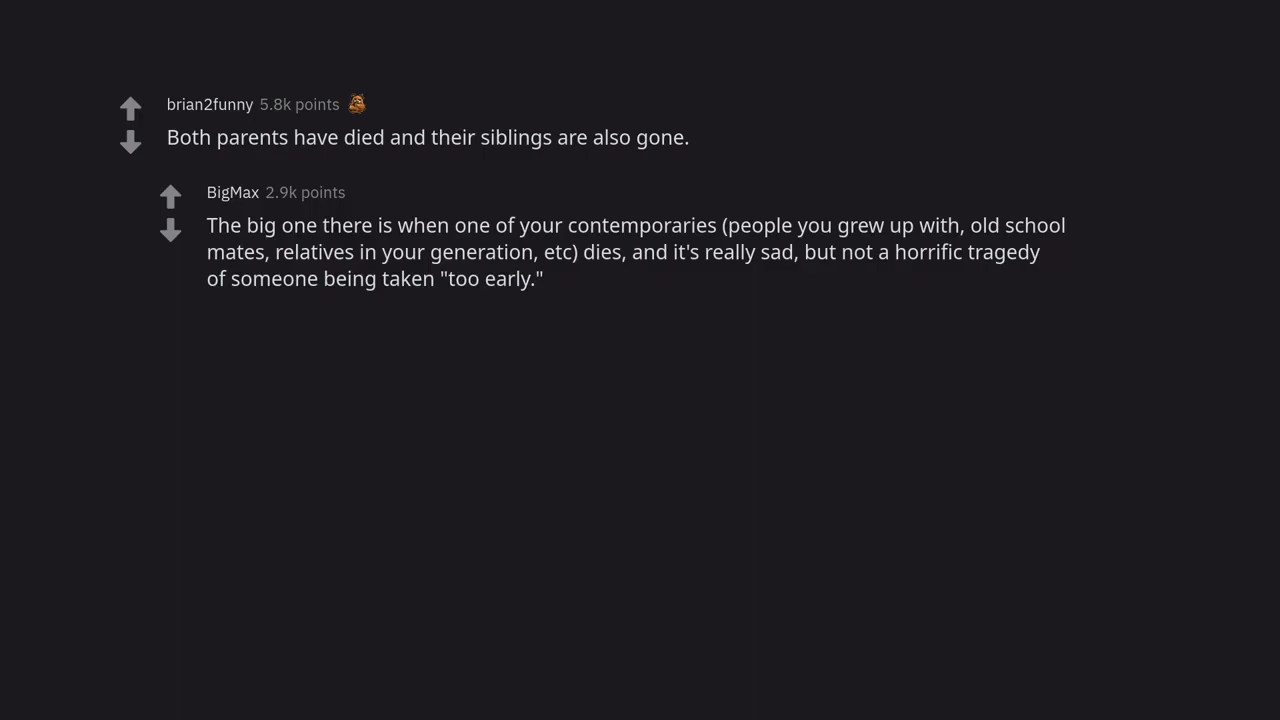 brian2funny 5.8k points
Both parents have died and their siblings are also gone.
BigMax 2.9k points
The big one there is when one of your contemporaries (people you grew up with, old school
mates, relatives in your generation, etc) dies, and it's really sad, but not a horrific tragedy
of someone being taken "too early."